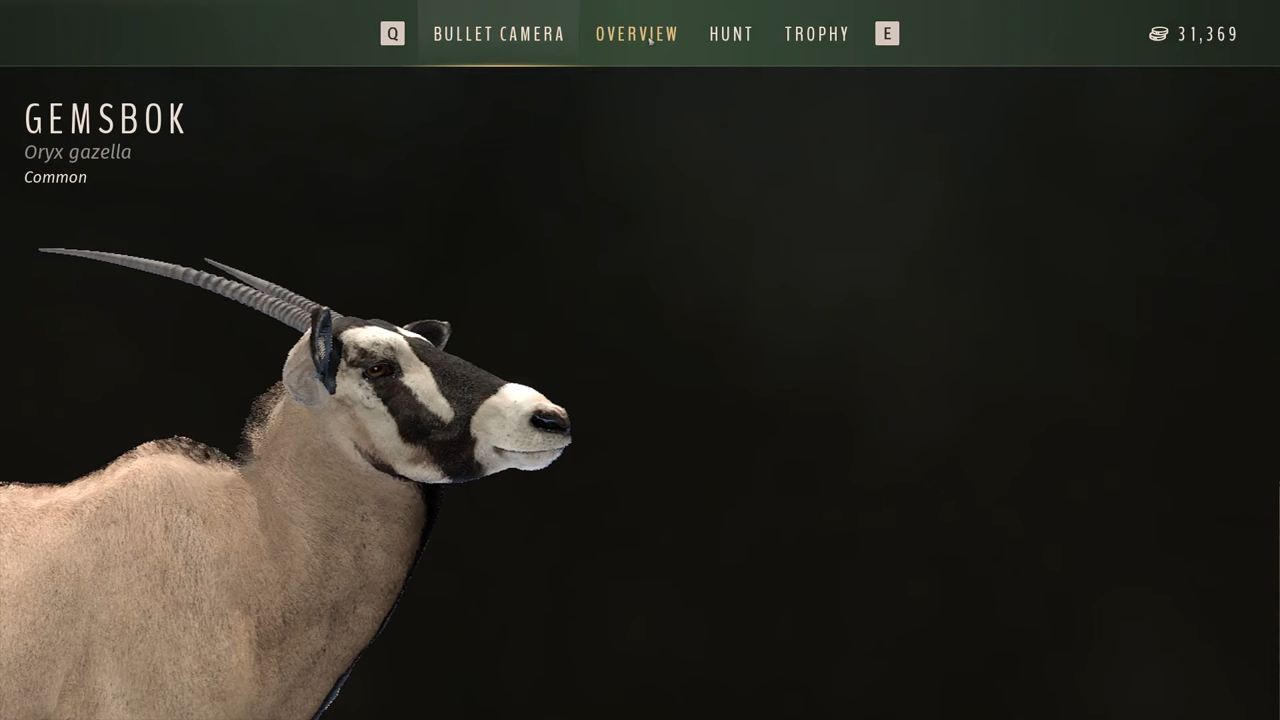 Q BULLET CAMERA OVERVIEW HUNT TROPHY E 31,369
GEMSBOK
Oryx gazella
Common